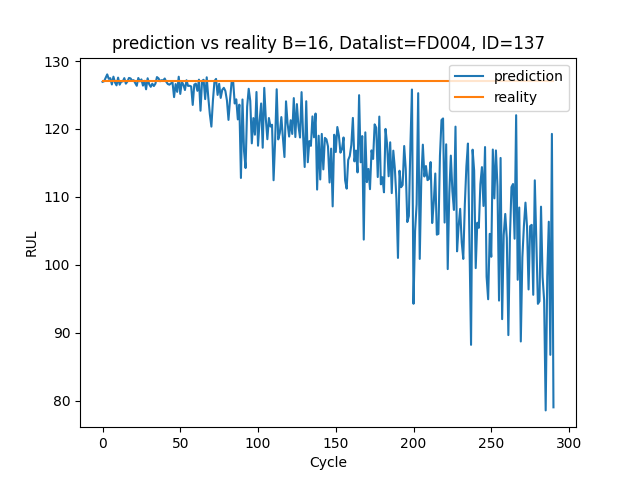 prediction vs reality B=16, Datalist=FD004, ID=137
130
120
110
100
90
80
RUL
prediction
reality
0 50 100 150 200 250 300
Cycle